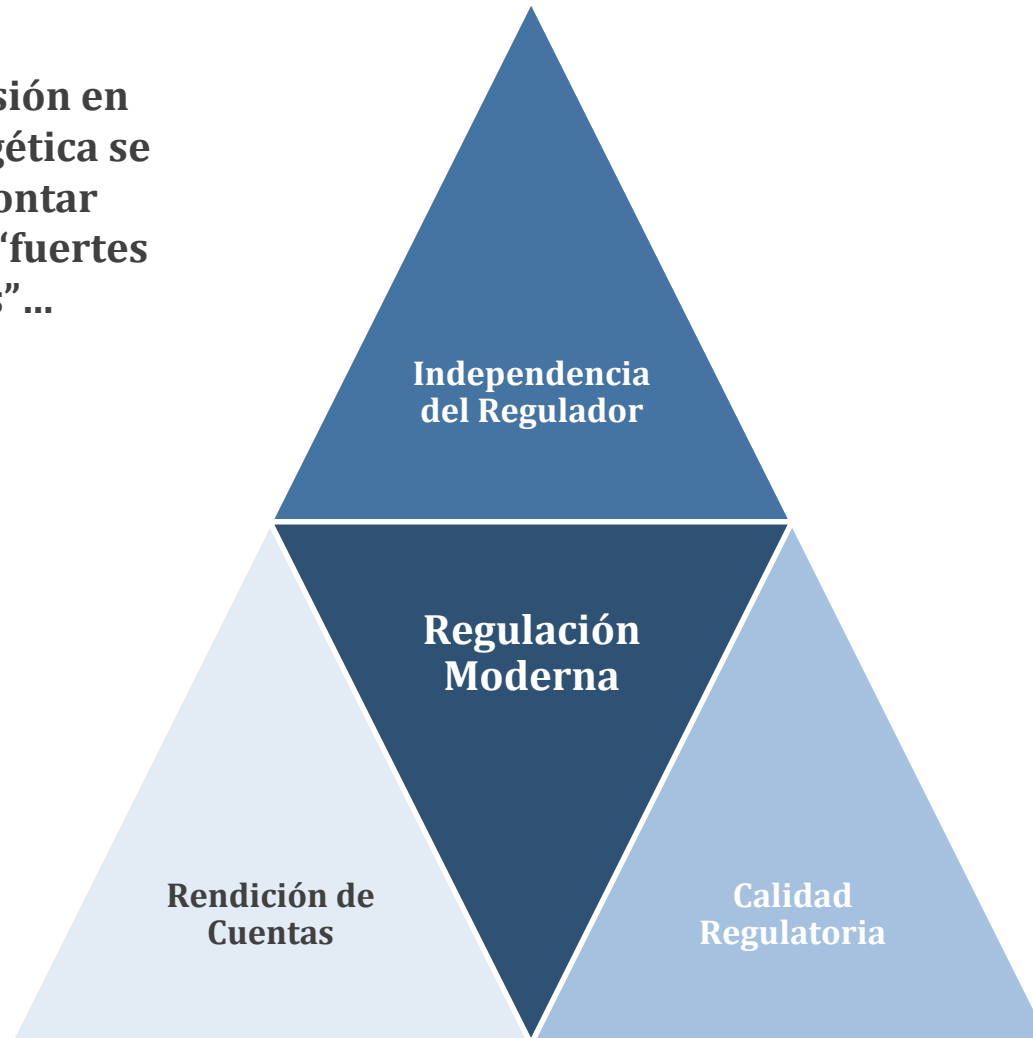 sión en
gética se
ontar
“fuertes
s”…
Independencia
del Regulador
Regulación
Moderna
Rendición de
Cuentas
Calidad
Regulatoria